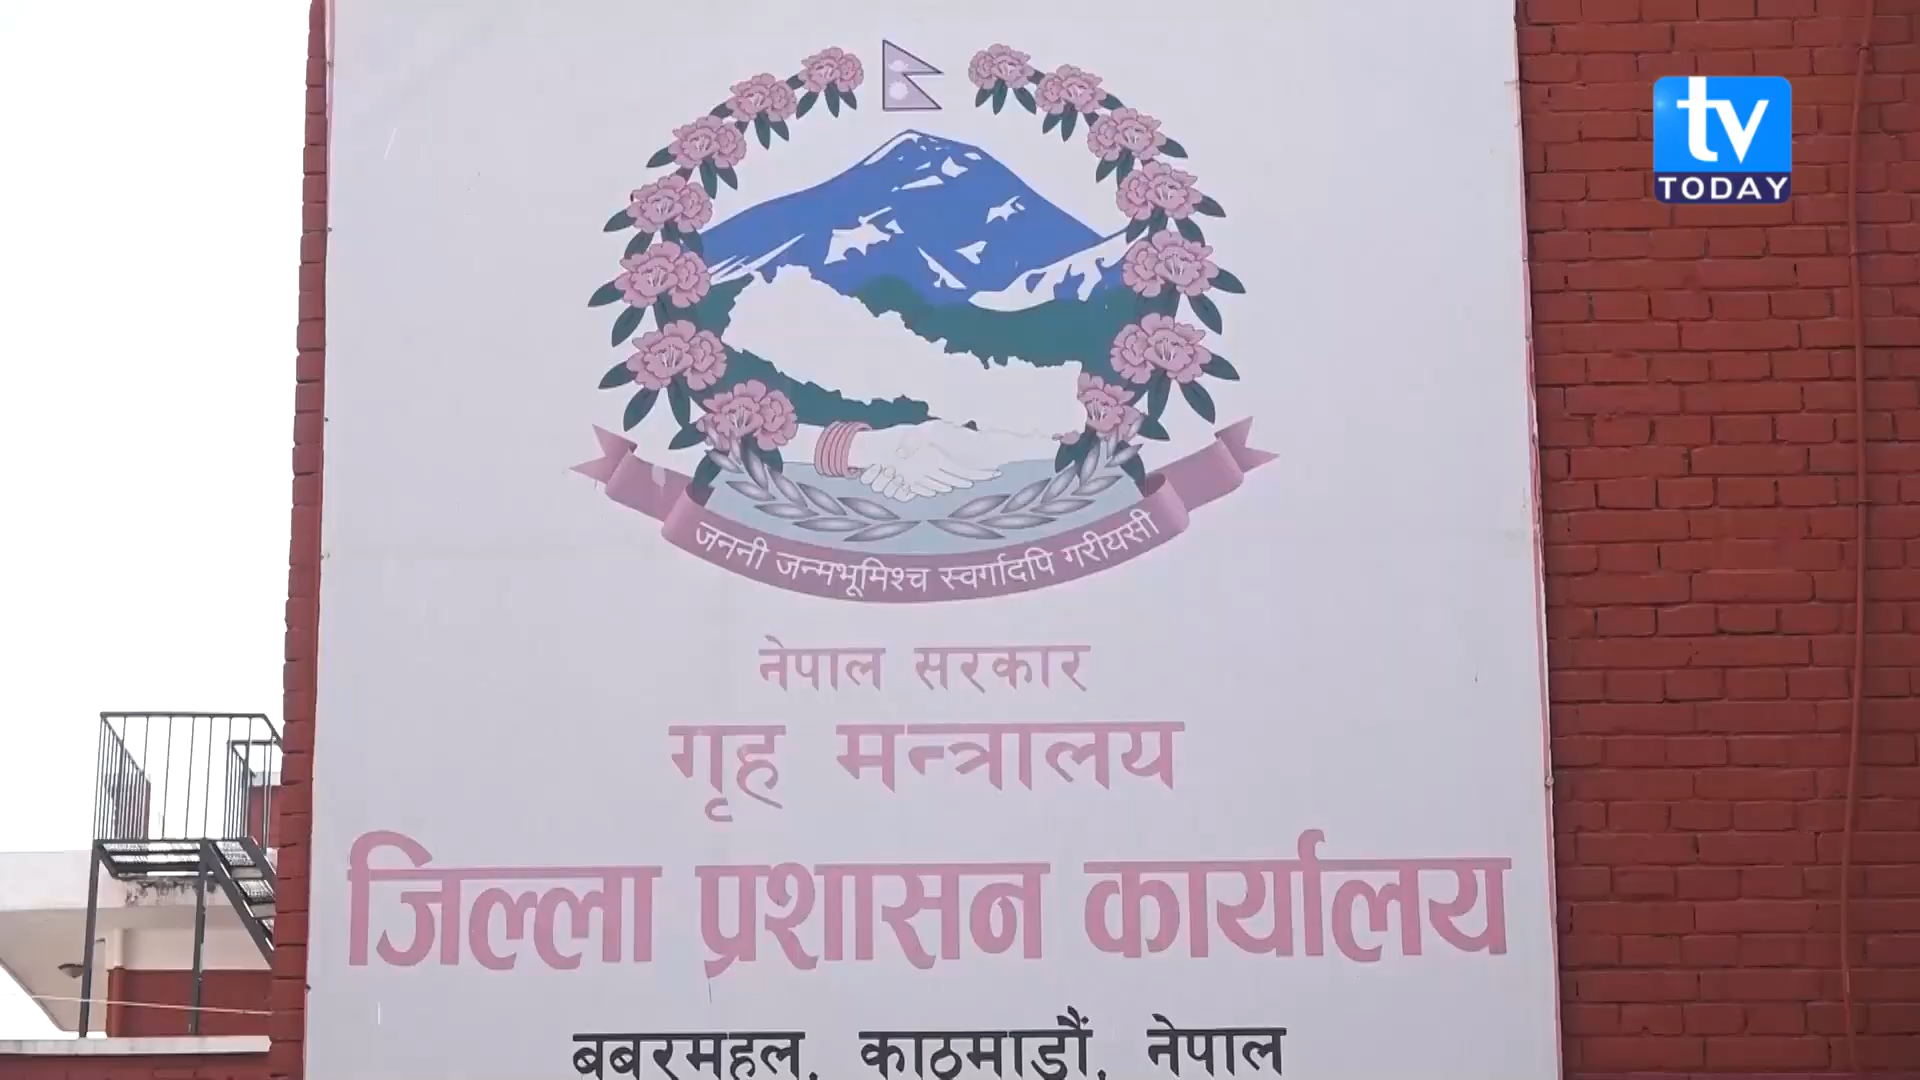 tv
TODAY
जननी जन्मभूमिश्च स्वर्गादपि गरीयसी
नेपाल सरकार
गृह मन्त्रालय
जिल्ला प्रशासन कार्यालय
बबरमहल, काठमाडौं, नेपाल